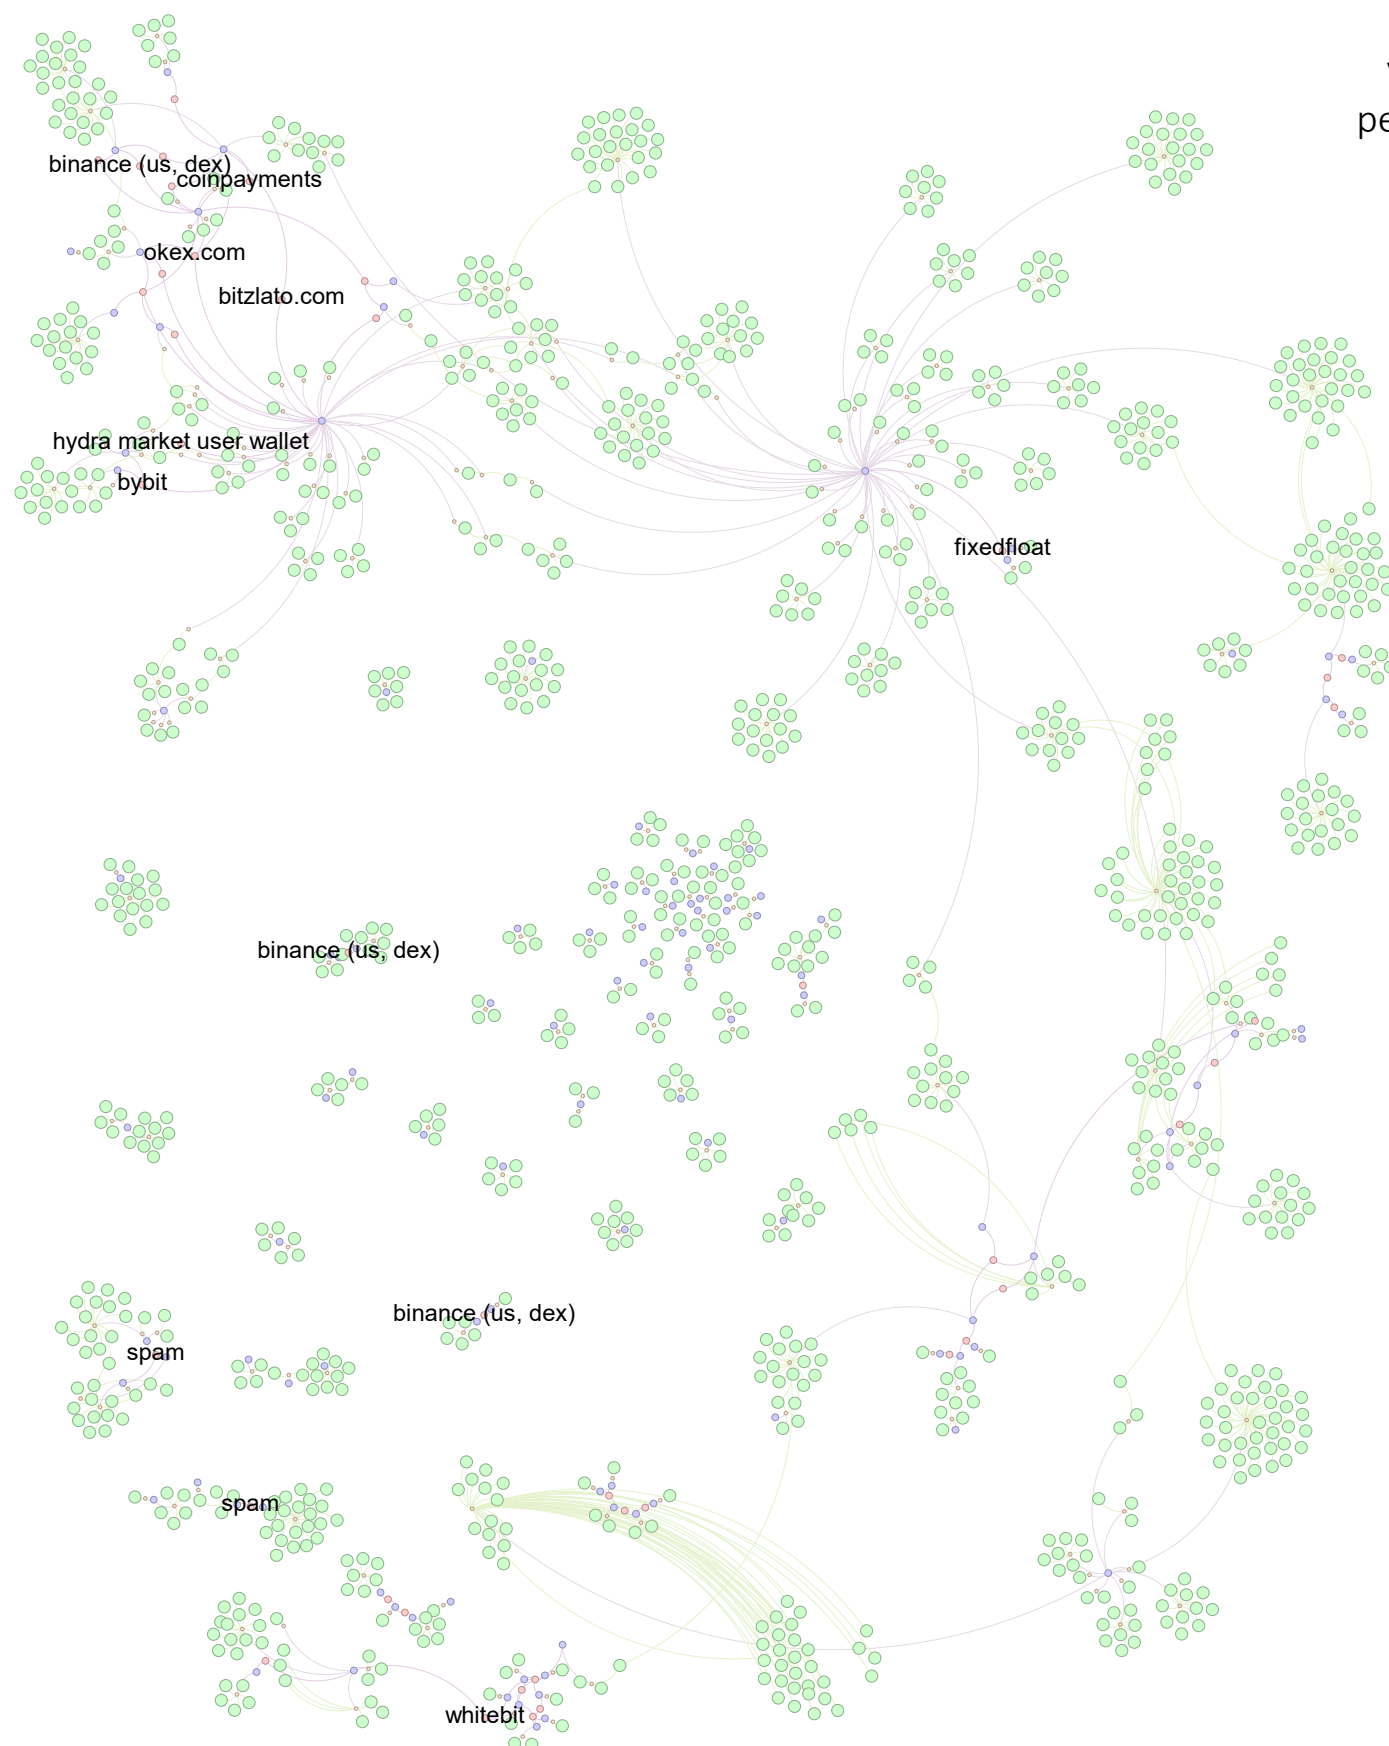 binance (us, dex)
coinpayments
okex.com
bitzlato.com
hydra market user wallet
bybit
fixedfloat
binance (us, dex)
binance (us, dex)
spam
spam
whitebit